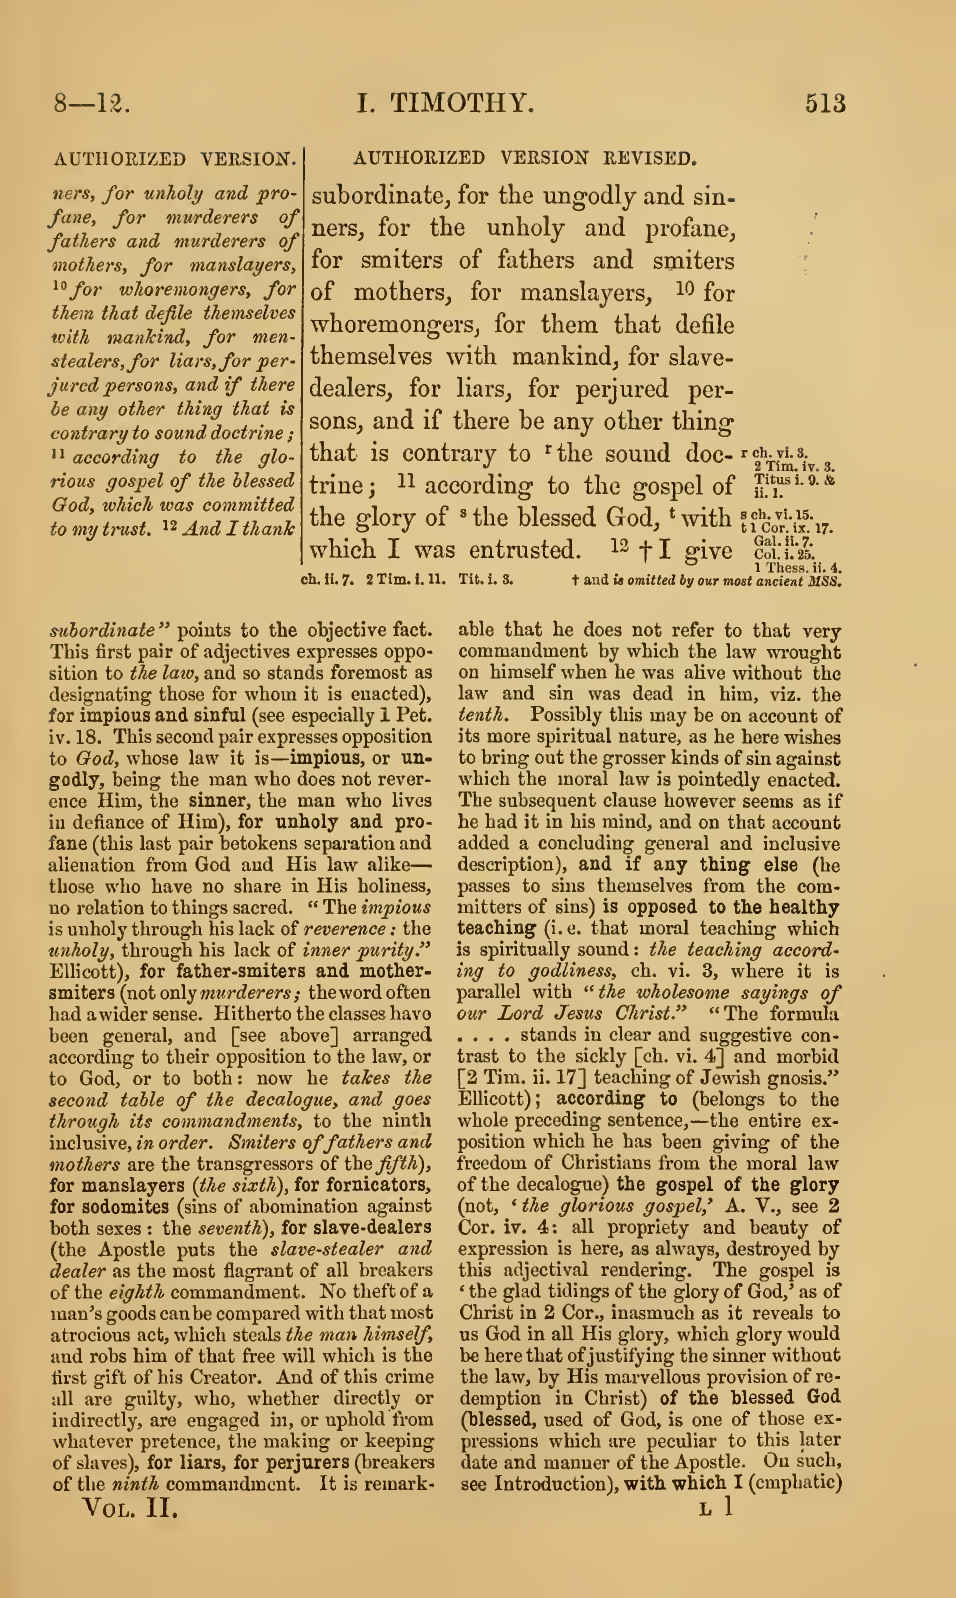 8—12.
I. TIMOTHY.
513
AUTHORIZED VERSION.
ners, for unholy and pro-
fane, for murderers of
fathers and murderers of
mothers, for manslayers,
¹⁰ for whoremongers, for
them that defile themselves
with mankind, for men-
stealers, for liars, for per-
jured persons, and if there
be any other thing that is
contrary to sound doctrine;
¹¹ according to the glo-
rious gospel of the blessed
God, which was committed
to my trust. ¹² And I thank
AUTHORIZED VERSION REVISED.
subordinate, for the ungodly and sin-
ners, for the unholy and profane,
for smiters of fathers and smiters
of mothers, for manslayers, ¹⁰ for
whoremongers, for them that defile
themselves with mankind, for slave-
dealers, for liars, for perjured per-
sons, and if there be any other thing
that is contrary to ʳ the sound doc-
trine; ¹¹ according to the gospel of
the glory of ˢ the blessed God, ᵗ with
which I was entrusted. ¹² † I give
r ch. vi. 3.
2 Tim. iv. 3.
Titus i. 9. &
ii. 1.
s ch. vi. 15.
t 1 Cor. ix. 17.
Gal. ii. 7.
Col. i. 25.
1 Thess. ii. 4.
ch. ii. 7. 2 Tim. i. 11. Tit. i. 3.
† and is omitted by our most ancient MSS.
subordinate" points to the objective fact.
This first pair of adjectives expresses oppo-
sition to the law, and so stands foremost as
designating those for whom it is enacted),
for impious and sinful (see especially 1 Pet.
iv. 18. This second pair expresses opposition
to God, whose law it is—impious, or un-
godly, being the man who does not rever-
ence Him, the sinner, the man who lives
in defiance of Him), for unholy and pro-
fane (this last pair betokens separation and
alienation from God and His law alike—
those who have no share in His holiness,
no relation to things sacred. "The impious
is unholy through his lack of reverence: the
unholy, through his lack of inner purity."
Ellicott), for father-smiters and mother-
smiters (not only murderers; the word often
had a wider sense. Hitherto the classes have
been general, and [see above] arranged
according to their opposition to the law, or
to God, or to both: now he takes the
second table of the decalogue, and goes
through its commandments, to the ninth
inclusive, in order. Smiters of fathers and
mothers are the transgressors of the fifth),
for manslayers (the sixth), for fornicators,
for sodomites (sins of abomination against
both sexes: the seventh), for slave-dealers
(the Apostle puts the slave-stealer and
dealer as the most flagrant of all breakers
of the eighth commandment. No theft of a
man's goods can be compared with that most
atrocious act, which steals the man himself,
and robs him of that free will which is the
first gift of his Creator. And of this crime
all are guilty, who, whether directly or
indirectly, are engaged in, or uphold from
whatever pretence, the making or keeping
of slaves), for liars, for perjurers (breakers
of the ninth commandment. It is remark-
able that he does not refer to that very
commandment by which the law wrought
on himself when he was alive without the
law and sin was dead in him, viz. the
tenth. Possibly this may be on account of
its more spiritual nature, as he here wishes
to bring out the grosser kinds of sin against
which the moral law is pointedly enacted.
The subsequent clause however seems as if
he had it in his mind, and on that account
added a concluding general and inclusive
description), and if any thing else (he
passes to sins themselves from the com-
mitters of sins) is opposed to the healthy
teaching (i. e. that moral teaching which
is spiritually sound: the teaching accord-
ing to godliness, ch. vi. 3, where it is
parallel with "the wholesome sayings of
our Lord Jesus Christ." "The formula
. . . . stands in clear and suggestive con-
trast to the sickly [ch. vi. 4] and morbid
[2 Tim. ii. 17] teaching of Jewish gnosis."
Ellicott); according to (belongs to the
whole preceding sentence,—the entire ex-
position which he has been giving of the
freedom of Christians from the moral law
of the decalogue) the gospel of the glory
(not, 'the glorious gospel,' A. V., see 2
Cor. iv. 4: all propriety and beauty of
expression is here, as always, destroyed by
this adjectival rendering. The gospel is
'the glad tidings of the glory of God,' as of
Christ in 2 Cor., inasmuch as it reveals to
us God in all His glory, which glory would
be here that of justifying the sinner without
the law, by His marvellous provision of re-
demption in Christ) of the blessed God
(blessed, used of God, is one of those ex-
pressions which are peculiar to this later
date and manner of the Apostle. On such,
see Introduction), with which I (emphatic)
VOL. II.
L l